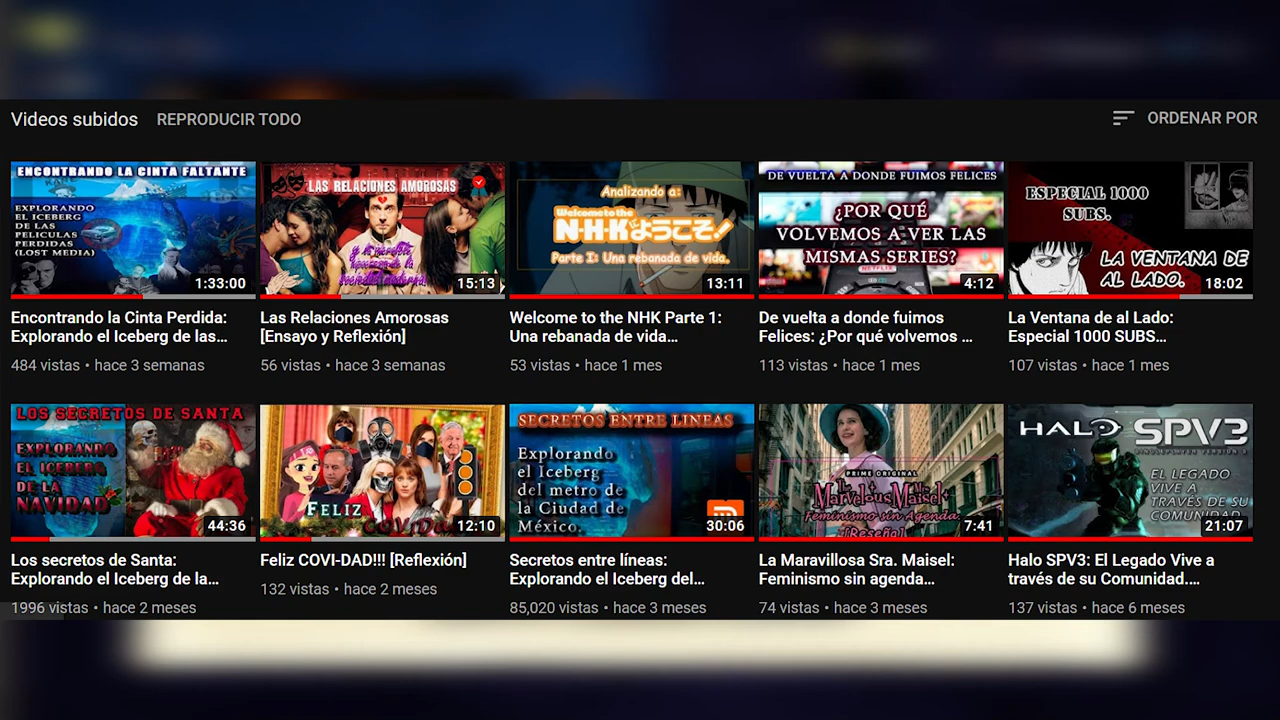 Videos subidos
REPRODUCIR TODO
ORDENAR POR
ENCONTRANDO LA CINTA FALTANTE
EXPLORANDO
EL ICEBERG
DE LAS
PELICULAS
PERDIDAS
(LOST MEDIA)
1:33:00
Encontrando la Cinta Perdida:
Explorando el Iceberg de las...
484 vistas • hace 3 semanas
LAS RELACIONES AMOROSAS
15:13
Las Relaciones Amorosas
[Ensayo y Reflexión]
56 vistas • hace 3 semanas
Analizando a:
Welcome to the
N·H·Kにようこそ!
Parte I: Una rebanada de vida.
13:11
Welcome to the NHK Parte 1:
Una rebanada de vida...
53 vistas • hace 1 mes
DE VUELTA A DONDE FUIMOS FELICES
¿POR QUÉ
VOLVEMOS A VER LAS
MISMAS SERIES?
NETFLIX
4:12
De vuelta a donde fuimos
Felices: ¿Por qué volvemos ...
113 vistas • hace 1 mes
ESPECIAL 1000
SUBS.
LA VENTANA DE
AL LADO.
18:02
La Ventana de al Lado:
Especial 1000 SUBS...
107 vistas • hace 1 mes
LOS SECRETOS DE SANTA
EXPLORANDO
EL ICEBERG
DE LA
NAVIDAD
44:36
Los secretos de Santa:
Explorando el Iceberg de la...
1996 vistas • hace 2 meses
FELIZ
COVIDAD
12:10
Feliz COVI-DAD!!! [Reflexión]
132 vistas • hace 2 meses
SECRETOS ENTRE LINEAS
Explorando
el Iceberg
del metro de
la Ciudad de
México.
30:06
Secretos entre líneas:
Explorando el Iceberg del...
85,020 vistas • hace 3 meses
PRIME ORIGINAL
The
Marvelous
Mrs.
Maisel
Feminismo sin Agenda.
[Reseña]
7:41
La Maravillosa Sra. Maisel:
Feminismo sin agenda...
74 vistas • hace 3 meses
HALO SPV3
EL LEGADO
VIVE A
TRAVÉS DE SU
COMUNIDAD.
21:07
Halo SPV3: El Legado Vive a
través de su Comunidad....
137 vistas • hace 6 meses